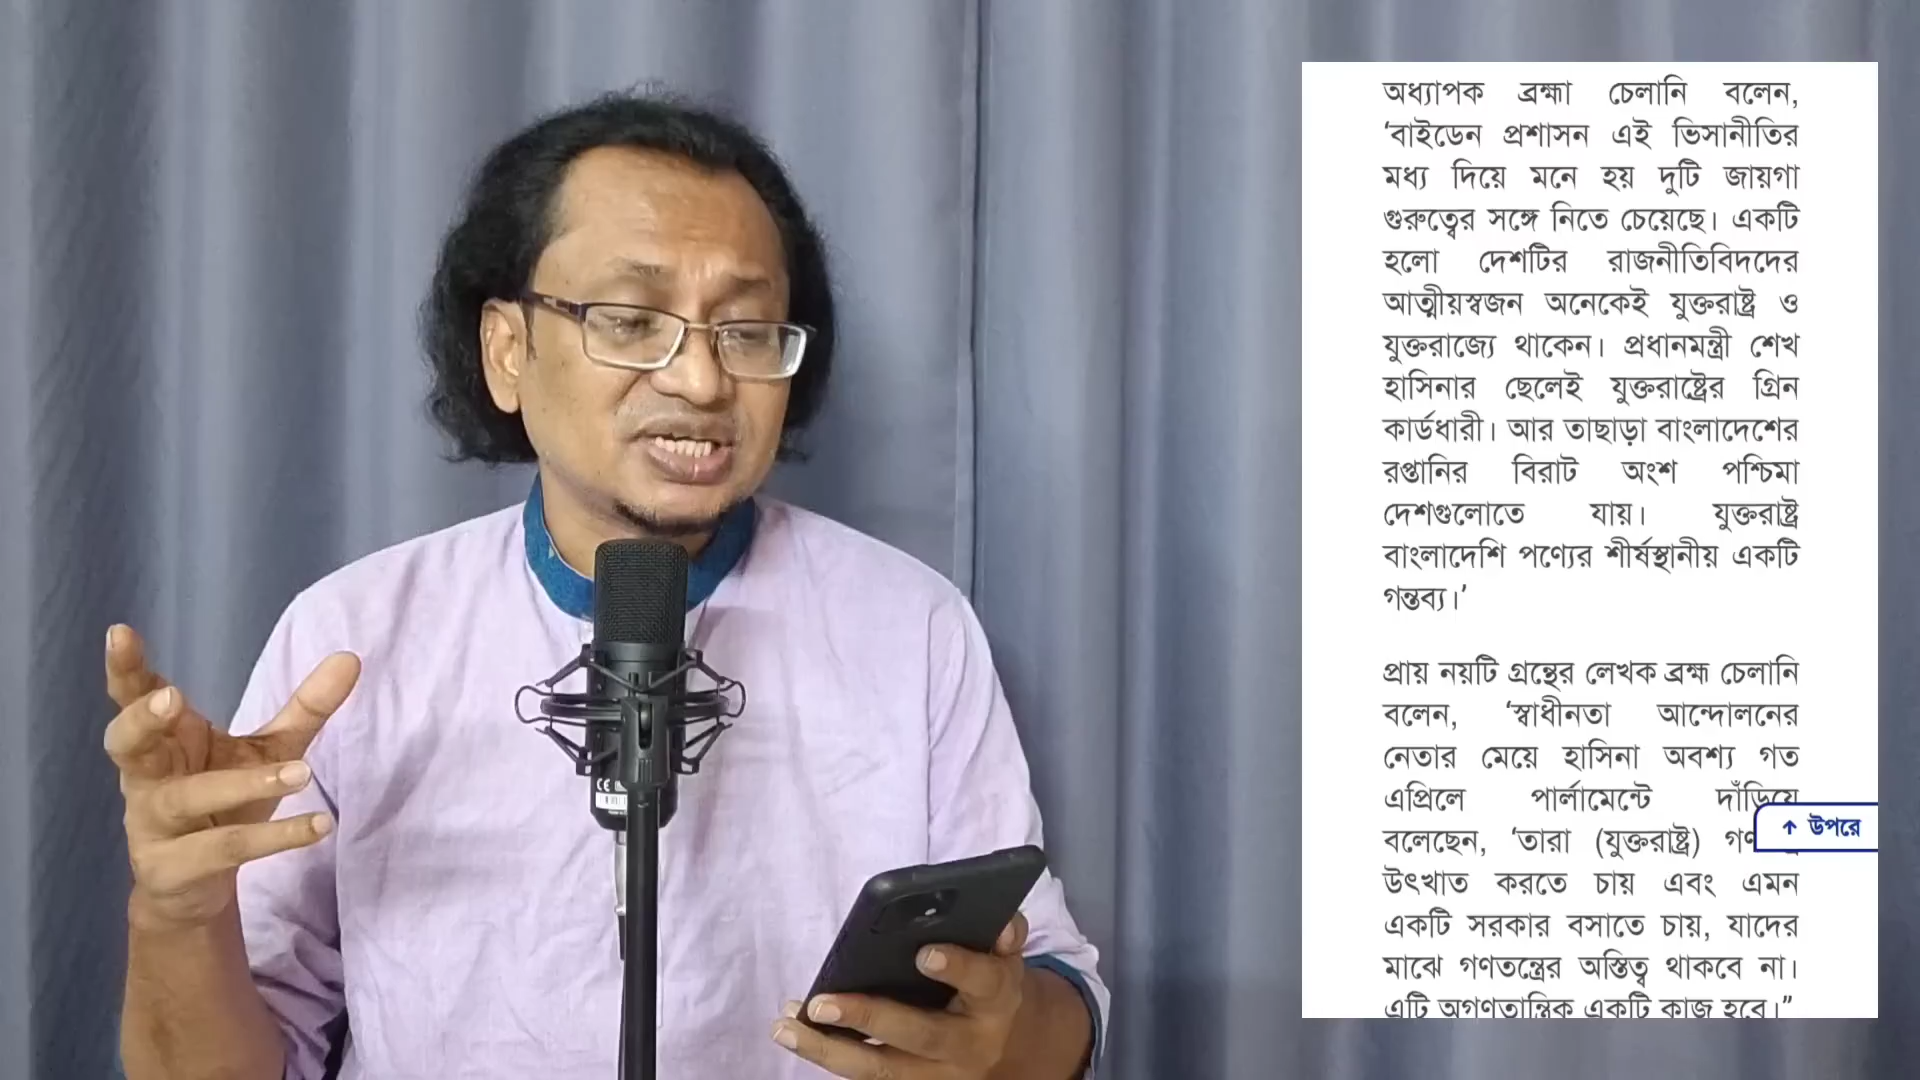 অধ্যাপক ব্রহ্মা চেলানি বলেন,
‘বাইডেন প্রশাসন এই ভিসানীতির
মধ্য দিয়ে মনে হয় দুটি জায়গা
গুরুত্বের সঙ্গে নিতে চেয়েছে। একটি
হলো দেশটির রাজনীতিবিদদের
আত্মীয়স্বজন অনেকেই যুক্তরাষ্ট্র ও
যুক্তরাজ্যে থাকেন। প্রধানমন্ত্রী শেখ
হাসিনার ছেলেই যুক্তরাষ্ট্রের গ্রিন
কার্ডধারী। আর তাছাড়া বাংলাদেশের
রপ্তানির বিরাট অংশ পশ্চিমা
দেশগুলোতে যায়। যুক্তরাষ্ট্র
বাংলাদেশি পণ্যের শীর্ষস্থানীয় একটি
গন্তব্য।’
প্রায় নয়টি গ্রন্থের লেখক ব্রহ্ম চেলানি
বলেন, ‘স্বাধীনতা আন্দোলনের
নেতার মেয়ে হাসিনা অবশ্য গত
এপ্রিলে পার্লামেন্টে দাঁড়িয়ে
বলেছেন, ‘তারা (যুক্তরাষ্ট্র)
↑ উপরে
উৎখাত করতে চায় এবং এমন
একটি সরকার বসাতে চায়, যাদের
মাঝে গণতন্ত্রের অস্তিত্ব থাকবে না।
এটি অগণতান্ত্রিক একটি কাজ হবে।”
CE